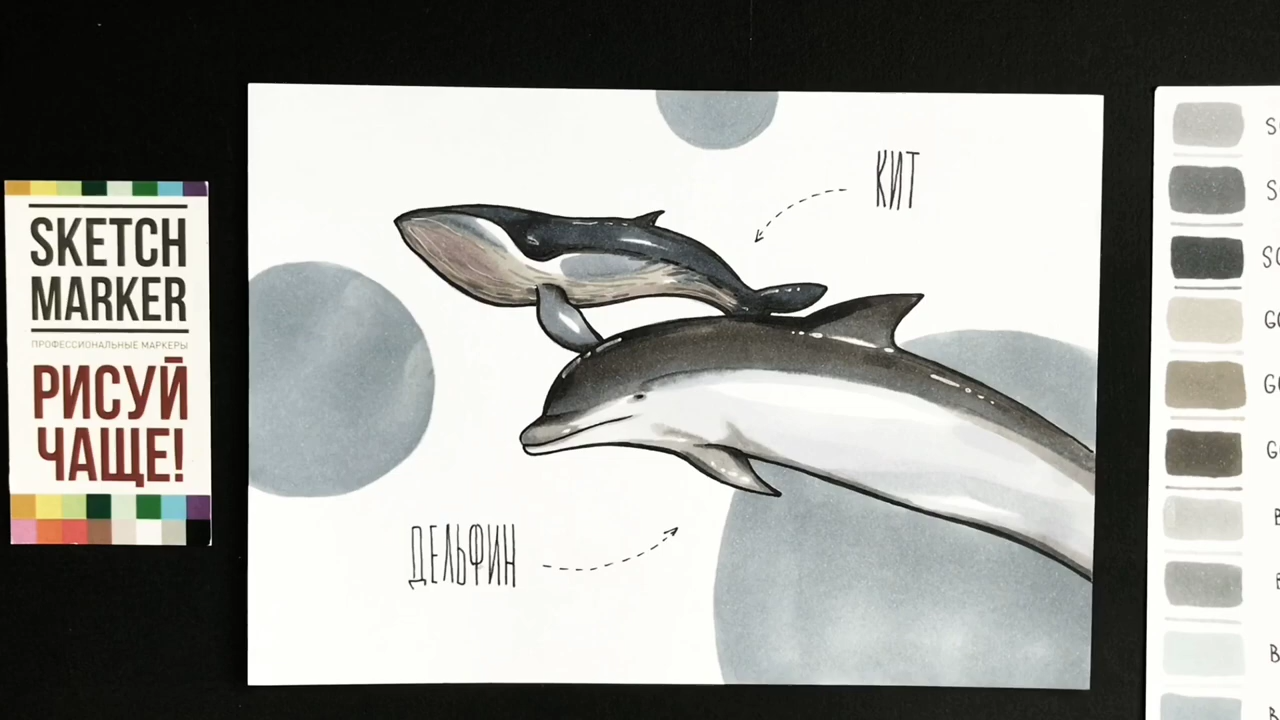 SKETCH
MARKER
ПРОФЕССИОНАЛЬНЫЕ МАРКЕРЫ
РИСУЙ
ЧАЩЕ!
КИТ
ДЕЛЬФИН